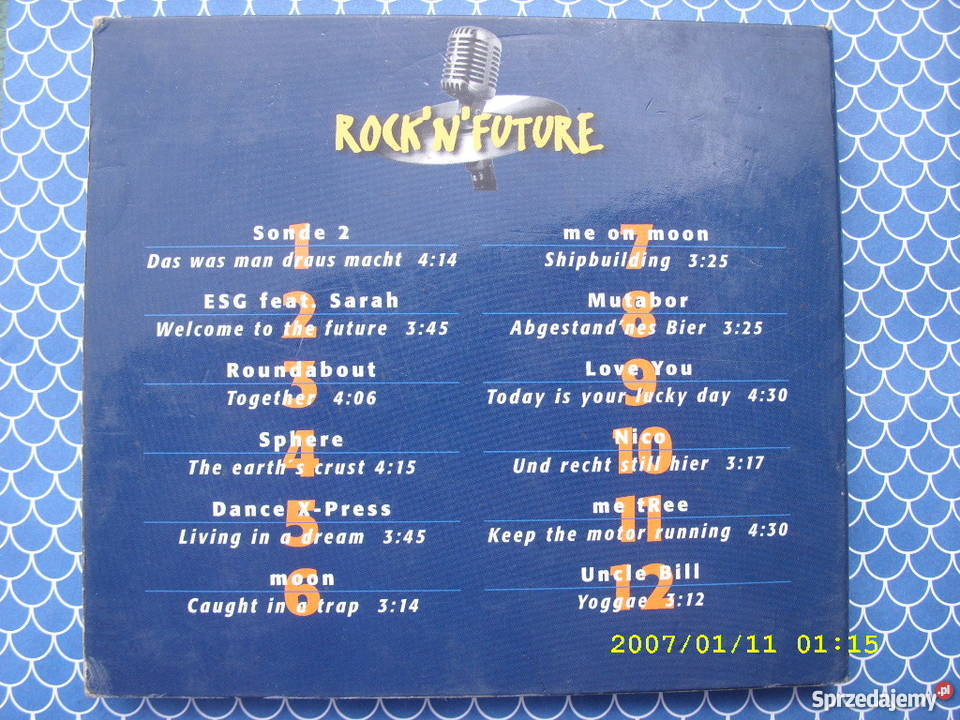 ROCK'N'FUTURE
1
Sonde 2
Das was man draus macht 4:14
2
ESG feat. Sarah
Welcome to the future 3:45
3
Roundabout
Together 4:06
4
Sphere
The earth's crust 4:15
5
Dance X-Press
Living in a dream 3:45
6
moon
Caught in a trap 3:14
7
me on moon
Shipbuilding 3:25
8
Mutabor
Abgestand'nes Bier 3:25
9
Love You
Today is your lucky day 4:30
10
Nico
Und recht still hier 3:17
11
me tRee
Keep the motor running 4:30
12
Uncle Bill
Yoggae 3:12
2007/01/11 01:15
Sprzedajemy.pl